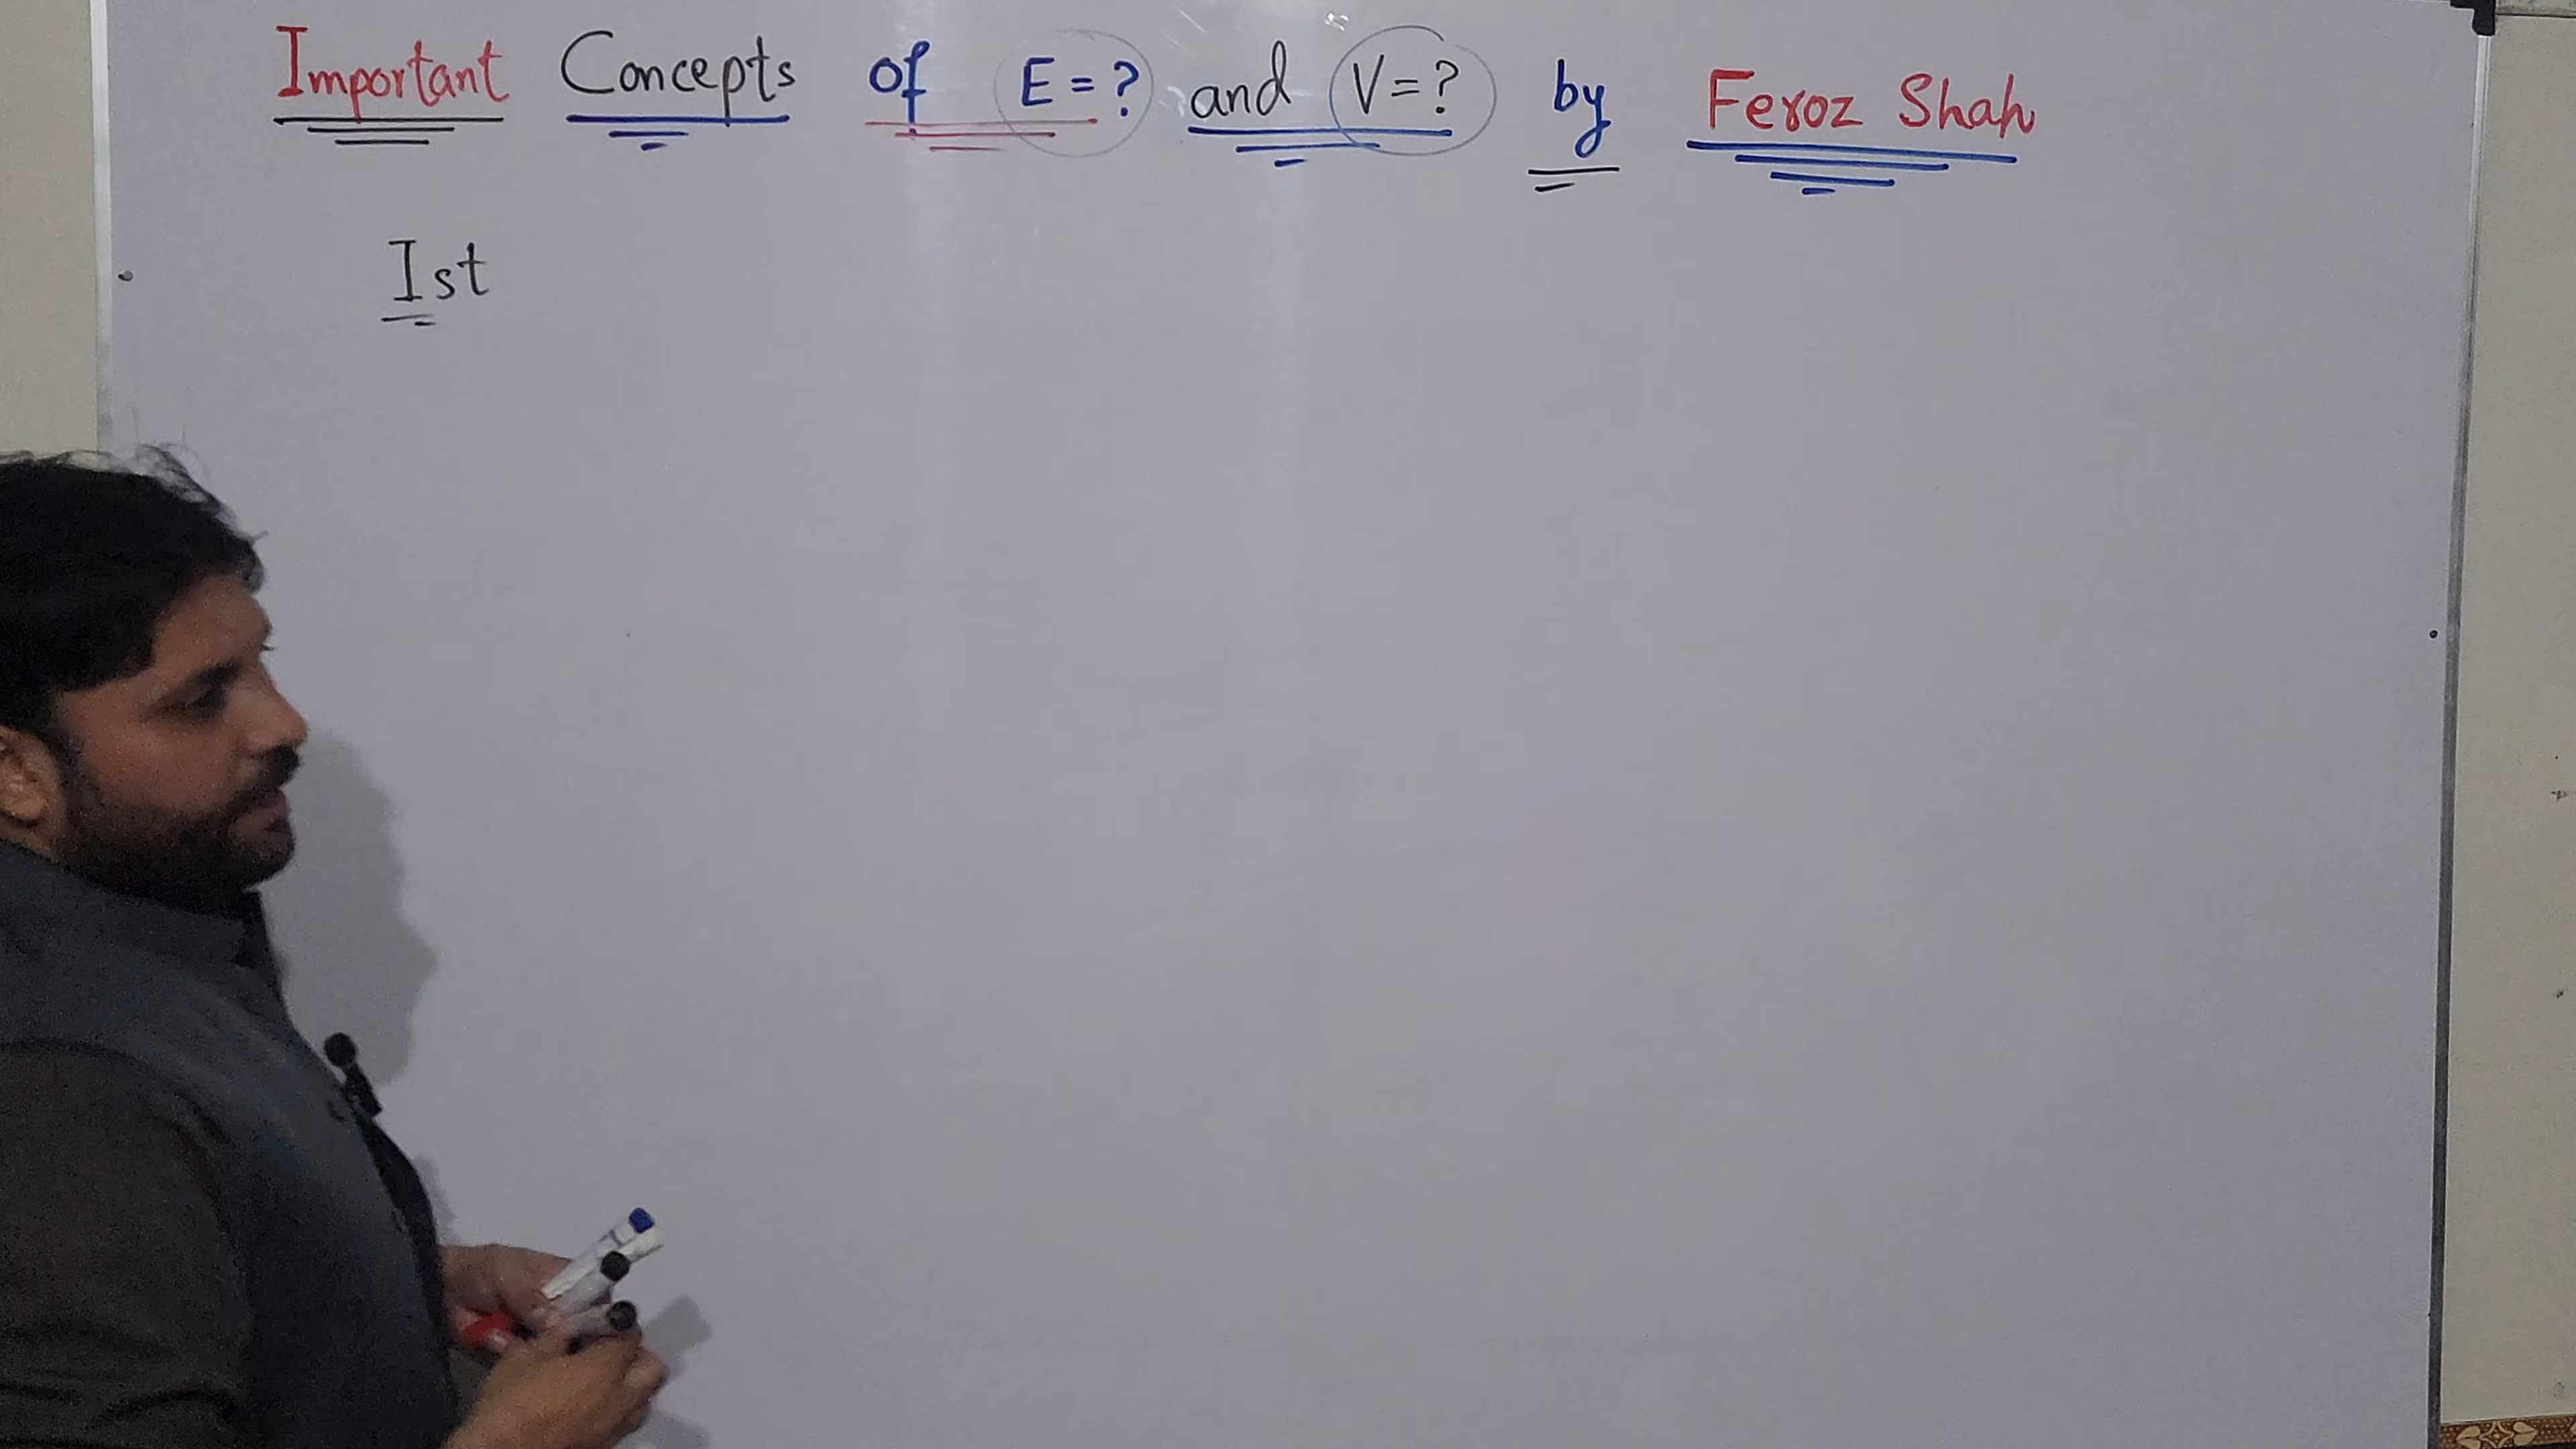 Important Concepts of E = ? and V = ? by Feroz Shah
Ist